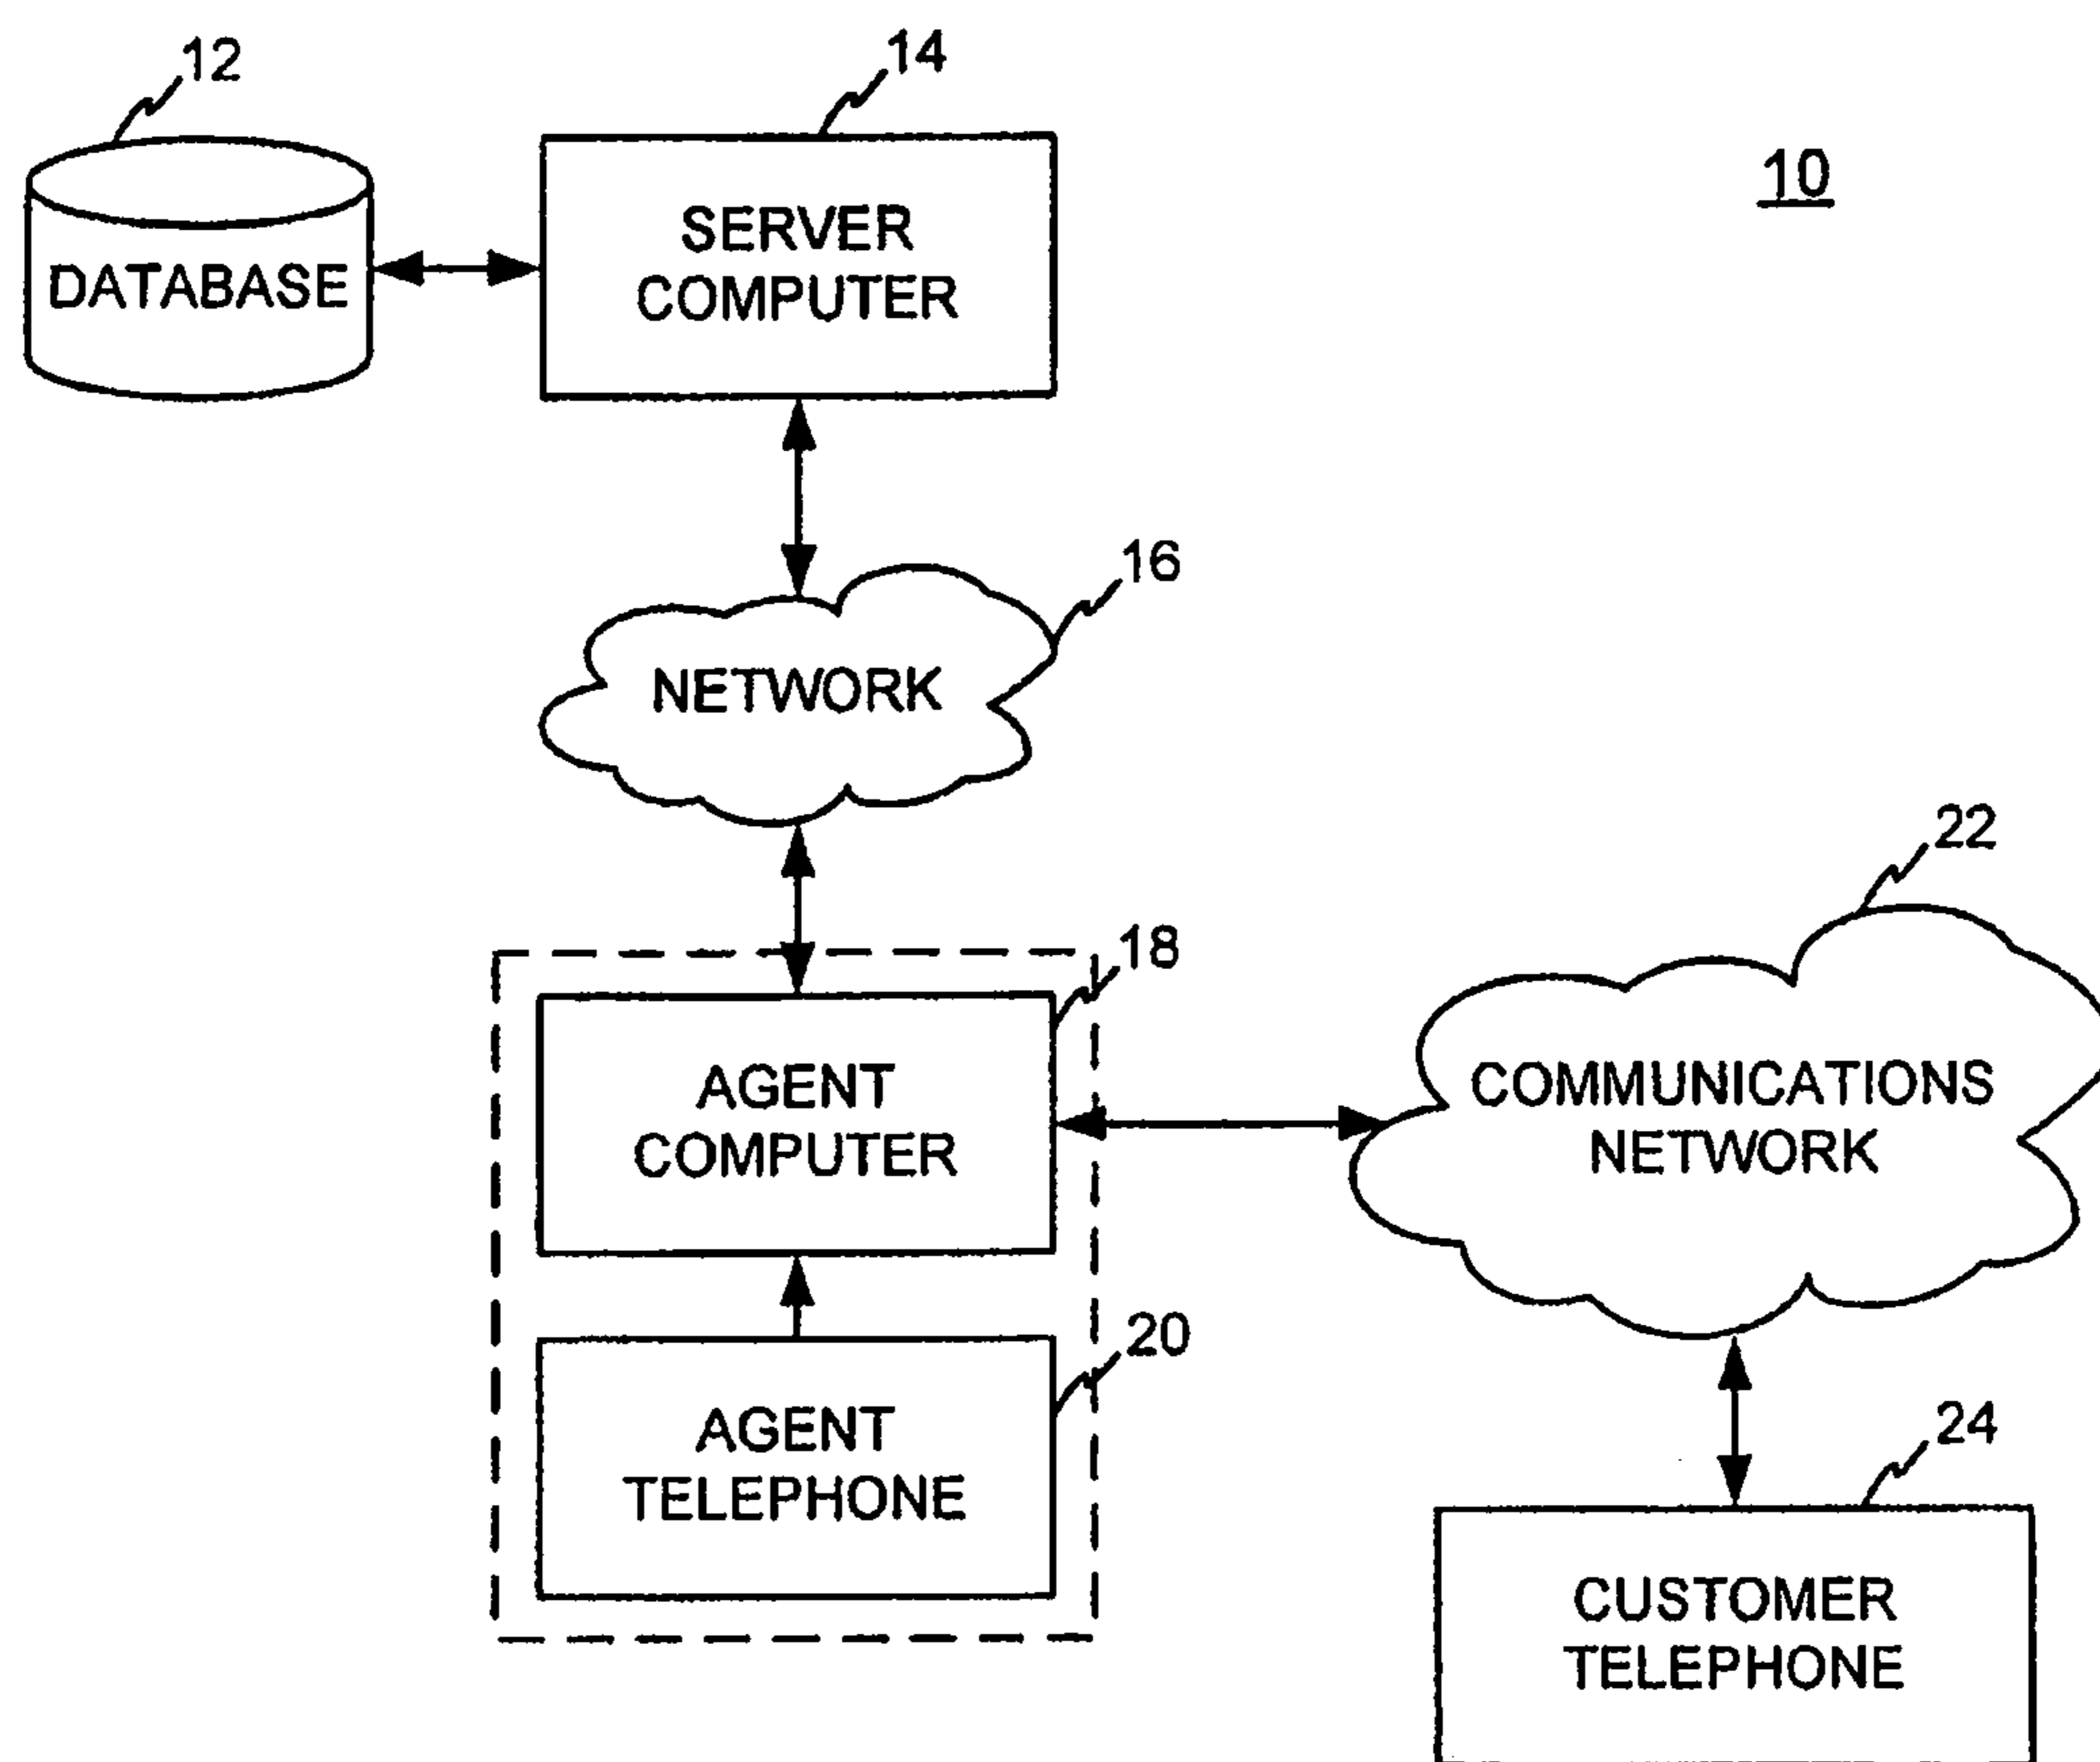 12
14
10
DATABASE
SERVER
COMPUTER
16
NETWORK
22
18
AGENT
COMPUTER
COMMUNICATIONS
NETWORK
20
AGENT
TELEPHONE
24
CUSTOMER
TELEPHONE